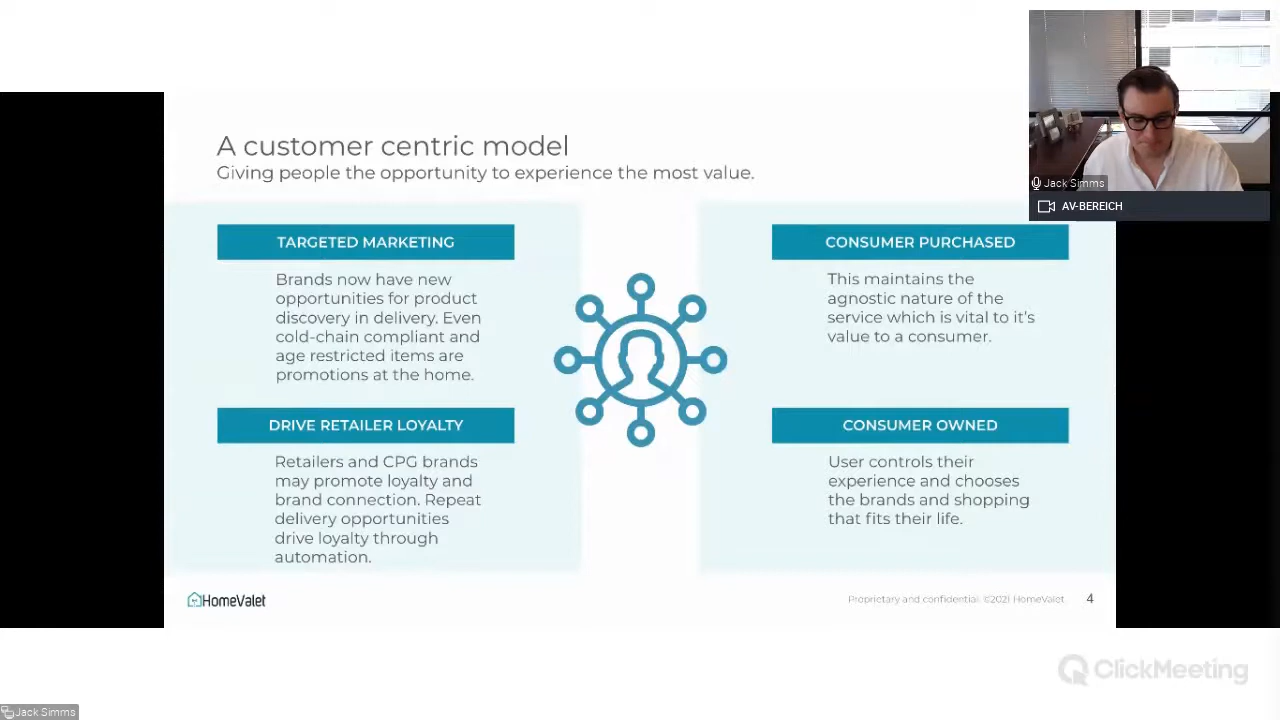 A customer centric model
Giving people the opportunity to experience the most value.
TARGETED MARKETING
Brands now have new
opportunities for product
discovery in delivery. Even
cold-chain compliant and
age restricted items are
promotions at the home.
DRIVE RETAILER LOYALTY
Retailers and CPG brands
may promote loyalty and
brand connection. Repeat
delivery opportunities
drive loyalty through
automation.
CONSUMER PURCHASED
This maintains the
agnostic nature of the
service which is vital to it's
value to a consumer.
CONSUMER OWNED
User controls their
experience and chooses
the brands and shopping
that fits their life.
HomeValet
Proprietary and confidential. ©2021 HomeValet
4
Jack Simms
AV-BEREICH
ClickMeeting
Jack Simms